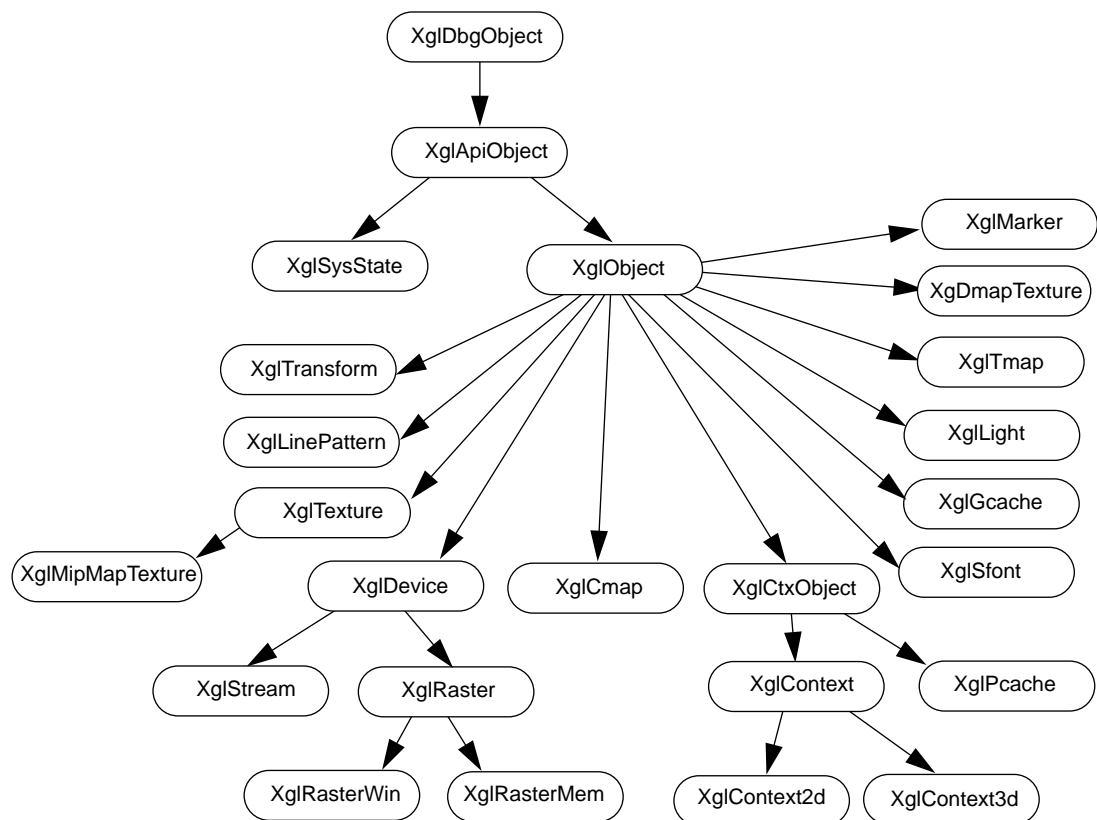 XglDbgObject
XglApiObject
XglSysState
XglObject
XglMarker
XgDmapTexture
XglTransform
XglTmap
XglLinePattern
XglLight
XglTexture
XglGcache
XglMipMapTexture
XglDevice
XglCmap
XglCtxObject
XglSfont
XglStream
XglRaster
XglContext
XglPcache
XglRasterWin
XglRasterMem
XglContext2d
XglContext3d